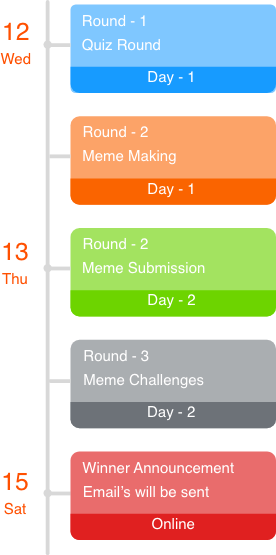 12
Wed
Round - 1
Quiz Round
Day - 1
Round - 2
Meme Making
Day - 1
13
Thu
Round - 2
Meme Submission
Day - 2
Round - 3
Meme Challenges
Day - 2
15
Sat
Winner Announcement
Email's will be sent
Online